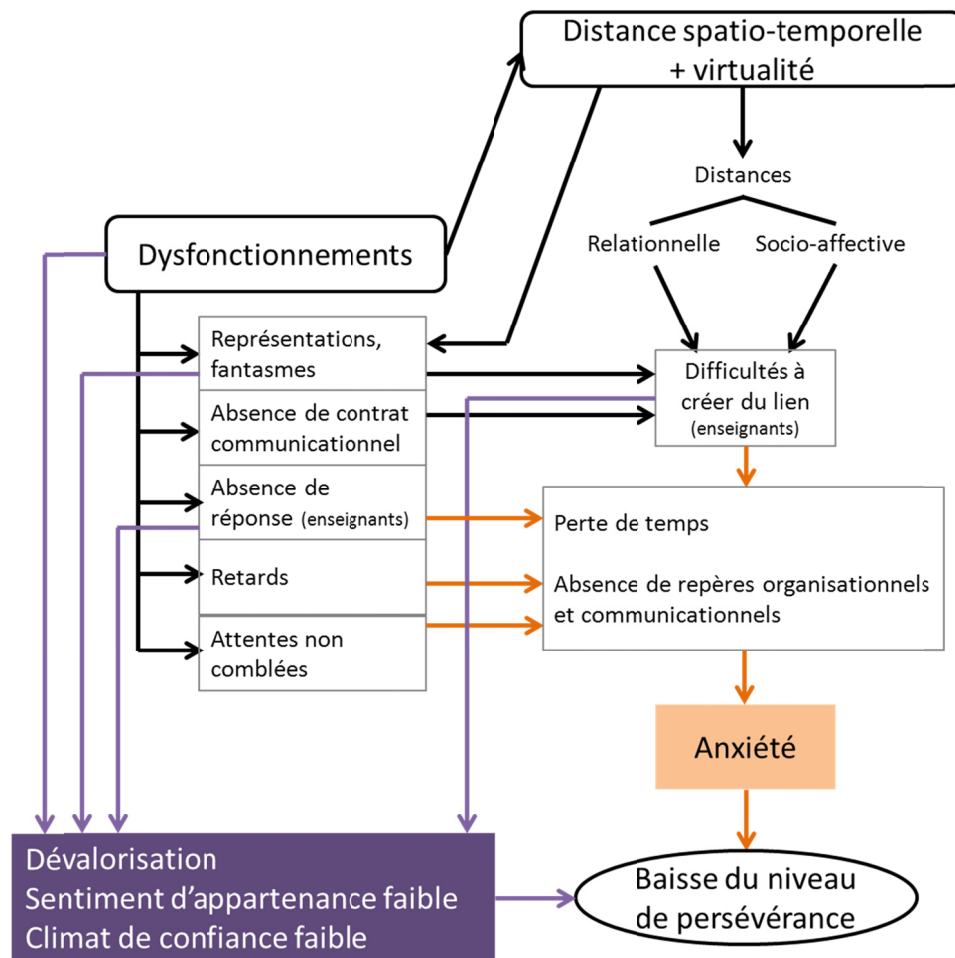 Distance spatio-temporelle
+ virtualité
Distances
Relationnelle
Socio-affective
Dysfonctionnements
Représentations,
fantasmes
Absence de contrat
communicationnel
Absence de
réponse (enseignants)
Retards
Attentes non
comblées
Difficultés à
créer du lien
(enseignants)
Perte de temps
Absence de repères organisationnels
et communicationnels
Anxiété
Dévalorisation
Sentiment d’appartenance faible
Climat de confiance faible
Baisse du niveau
de persévérance